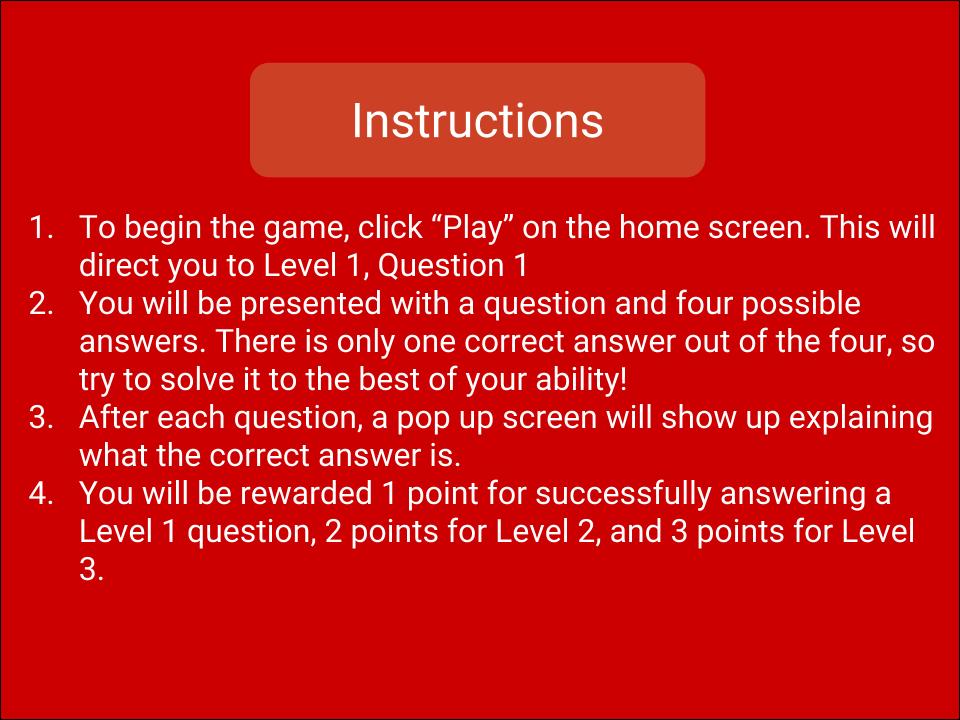 Instructions
1. To begin the game, click “Play” on the home screen. This will
direct you to Level 1, Question 1
2. You will be presented with a question and four possible
answers. There is only one correct answer out of the four, so
try to solve it to the best of your ability!
3. After each question, a pop up screen will show up explaining
what the correct answer is.
4. You will be rewarded 1 point for successfully answering a
Level 1 question, 2 points for Level 2, and 3 points for Level
3.